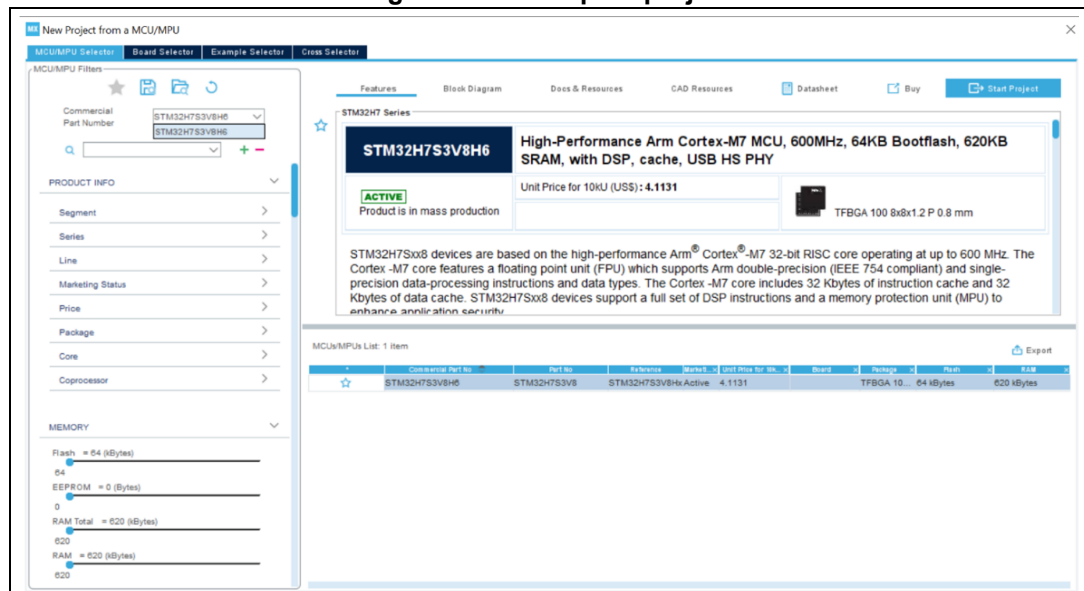 New Project from a MCU/MPU
MCU/MPU Selector Board Selector Example Selector Cross Selector
MCU/MPU Filters
Commercial
Part Number
STM32H7S3V8H6
STM32H7S3V8H6
PRODUCT INFO
Segment
Series
Line
Marketing Status
Price
Package
Core
Coprocessor
MEMORY
Flash = 64 (kBytes)
64
EEPROM = 0 (Bytes)
0
RAM Total = 620 (kBytes)
620
RAM = 620 (kBytes)
620
Features Block Diagram Docs & Resources CAD Resources Datasheet Buy Start Project
STM32H7 Series
STM32H7S3V8H6
High-Performance Arm Cortex-M7 MCU, 600MHz, 64KB Bootflash, 620KB
SRAM, with DSP, cache, USB HS PHY
ACTIVE
Product is in mass production
Unit Price for 10kU (US$) : 4.1131
TFBGA 100 8x8x1.2 P 0.8 mm
STM32H7Sxx8 devices are based on the high-performance Arm® Cortex®-M7 32-bit RISC core operating at up to 600 MHz. The
Cortex -M7 core features a floating point unit (FPU) which supports Arm double-precision (IEEE 754 compliant) and single-
precision data-processing instructions and data types. The Cortex -M7 core includes 32 Kbytes of instruction cache and 32
Kbytes of data cache. STM32H7Sxx8 devices support a full set of DSP instructions and a memory protection unit (MPU) to
enhance application security
MCUs/MPUs List: 1 item
Export
* Commercial Part No Part No Reference Marketi... Unit Price for 10k... Board Package Flash RAM
STM32H7S3V8H6 STM32H7S3V8 STM32H7S3V8Hx Active 4.1131 TFBGA 10... 64 kBytes 620 kBytes